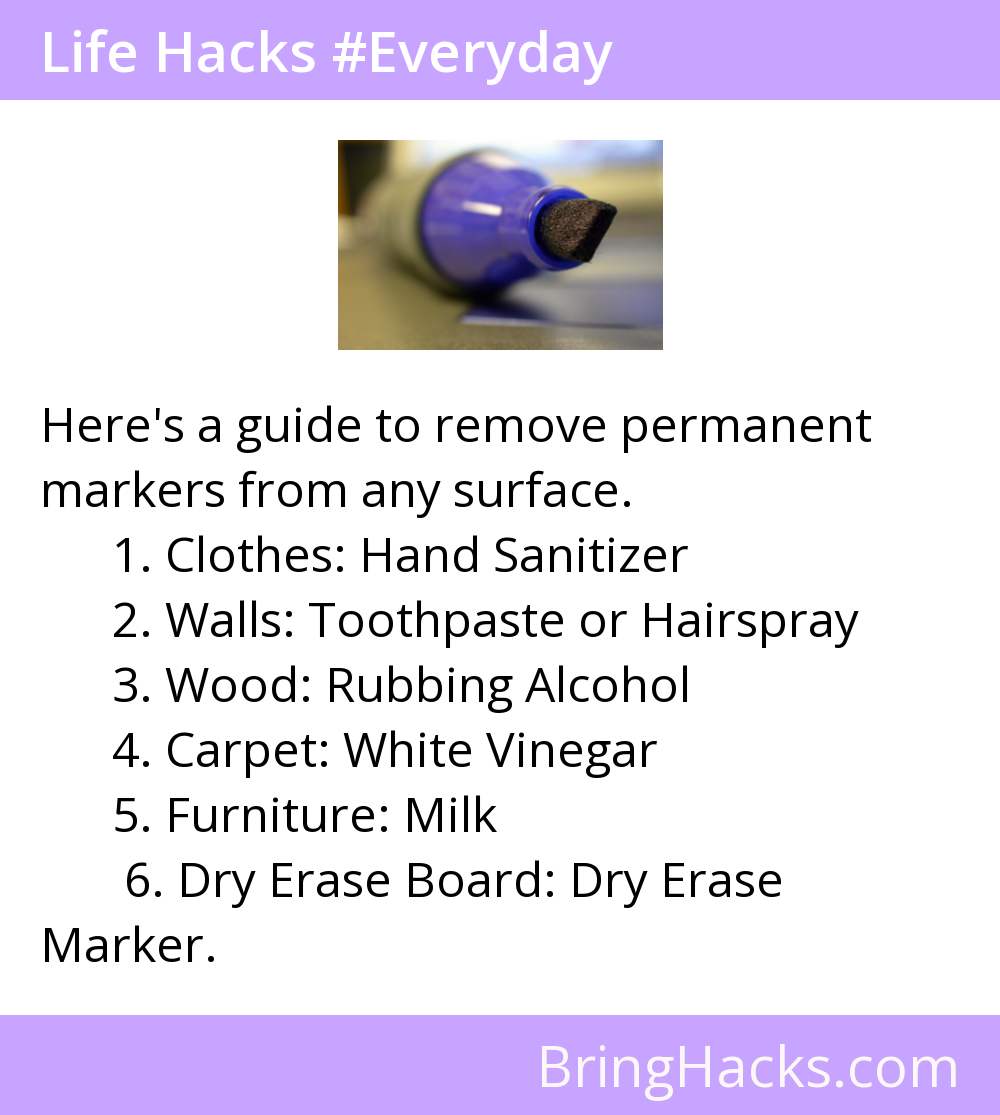 Life Hacks #Everyday
Here's a guide to remove permanent
markers from any surface.
1. Clothes: Hand Sanitizer
2. Walls: Toothpaste or Hairspray
3. Wood: Rubbing Alcohol
4. Carpet: White Vinegar
5. Furniture: Milk
6. Dry Erase Board: Dry Erase
Marker.
BringHacks.com